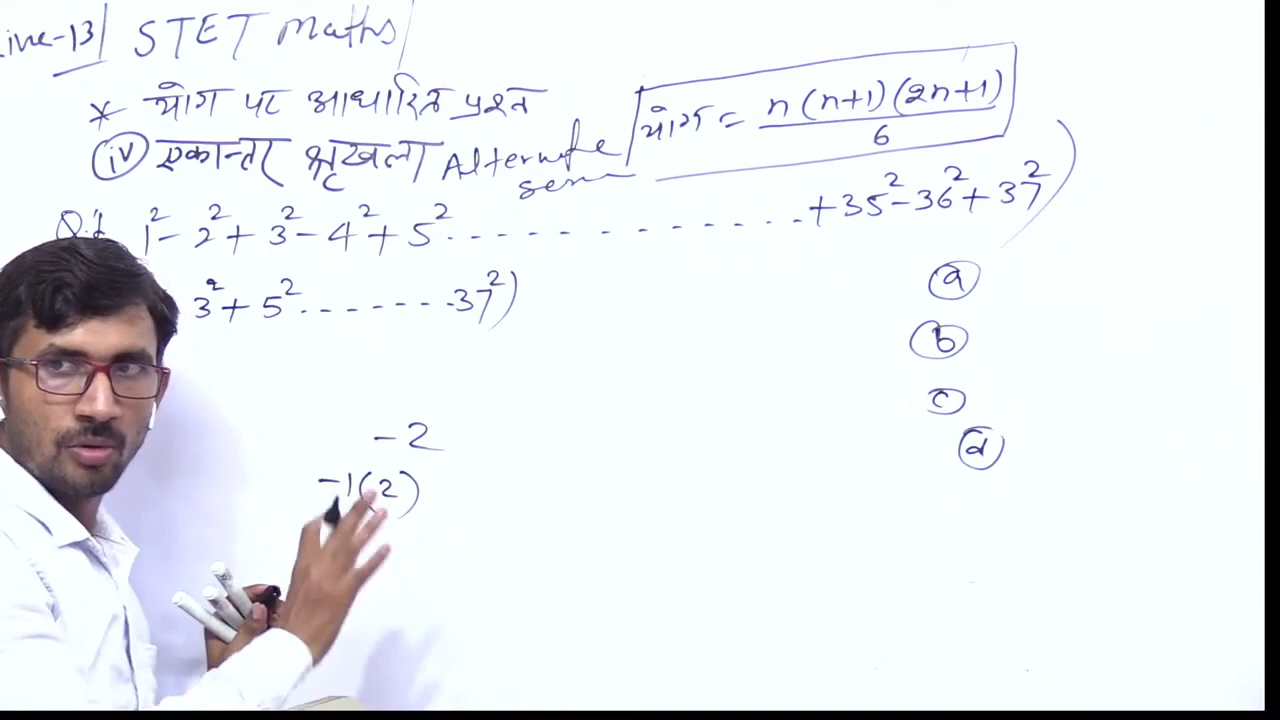 ive-13| STET Maths
* योग पर आधारित प्रश्न
योग = n(n+1)(2n+1) / 6
(iv) एकान्तर श्रृखला Alternate
Q.1 1² - 2² + 3² - 4² + 5² ............. + 35² - 36² + 37²)
3² + 5² ....... 37²)
(a)
(b)
(c)
(d)
-2
-1(2)